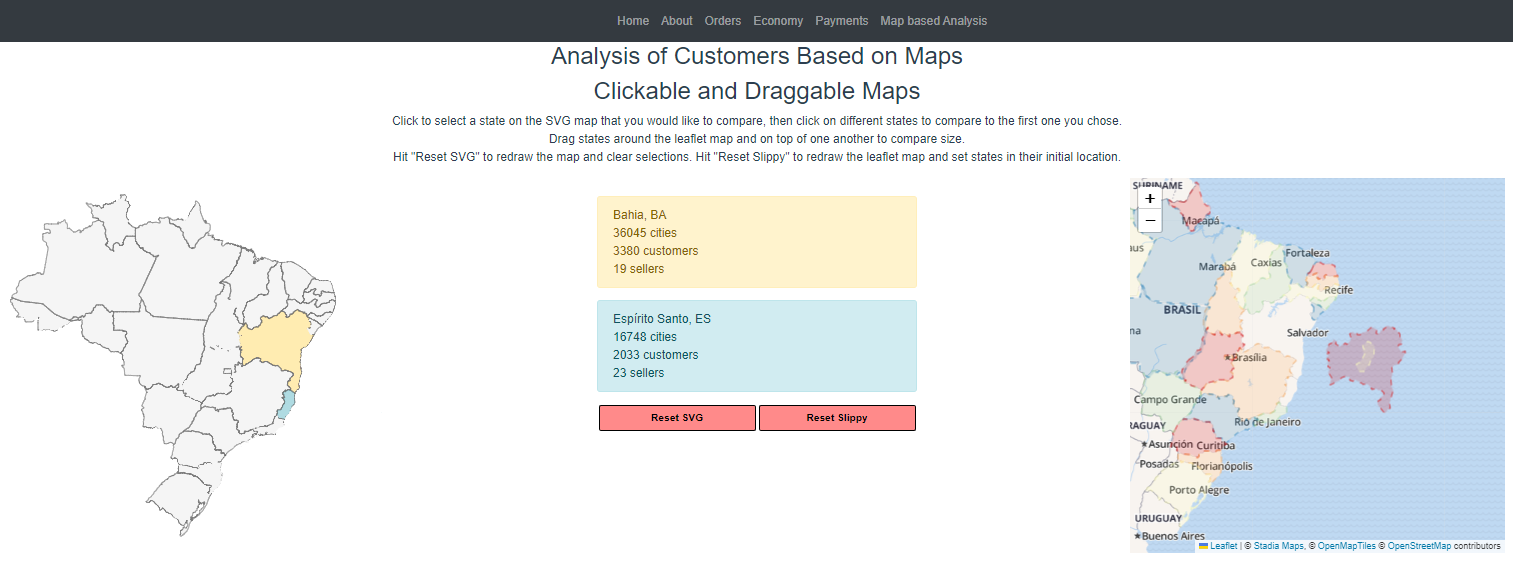 Home About Orders Economy Payments Map based Analysis
Analysis of Customers Based on Maps
Clickable and Draggable Maps
Click to select a state on the SVG map that you would like to compare, then click on different states to compare to the first one you chose.
Drag states around the leaflet map and on top of one another to compare size.
Hit "Reset SVG" to redraw the map and clear selections. Hit "Reset Slippy" to redraw the leaflet map and set states in their initial location.
Bahia, BA
36045 cities
3380 customers
19 sellers
Espírito Santo, ES
16748 cities
2033 customers
23 sellers
Reset SVG Reset Slippy
+
−
Macapá
aus
Fortaleza
Caxias
Marabá
Recife
BRASIL
na
Salvador
Brasília
Campo Grande
Rio de Janeiro
RAGUAY
Asunción
Curitiba
Posadas
Florianópolis
Porto Alegre
URUGUAY
Buenos Aires
Leaflet | © Stadia Maps, © OpenMapTiles © OpenStreetMap contributors